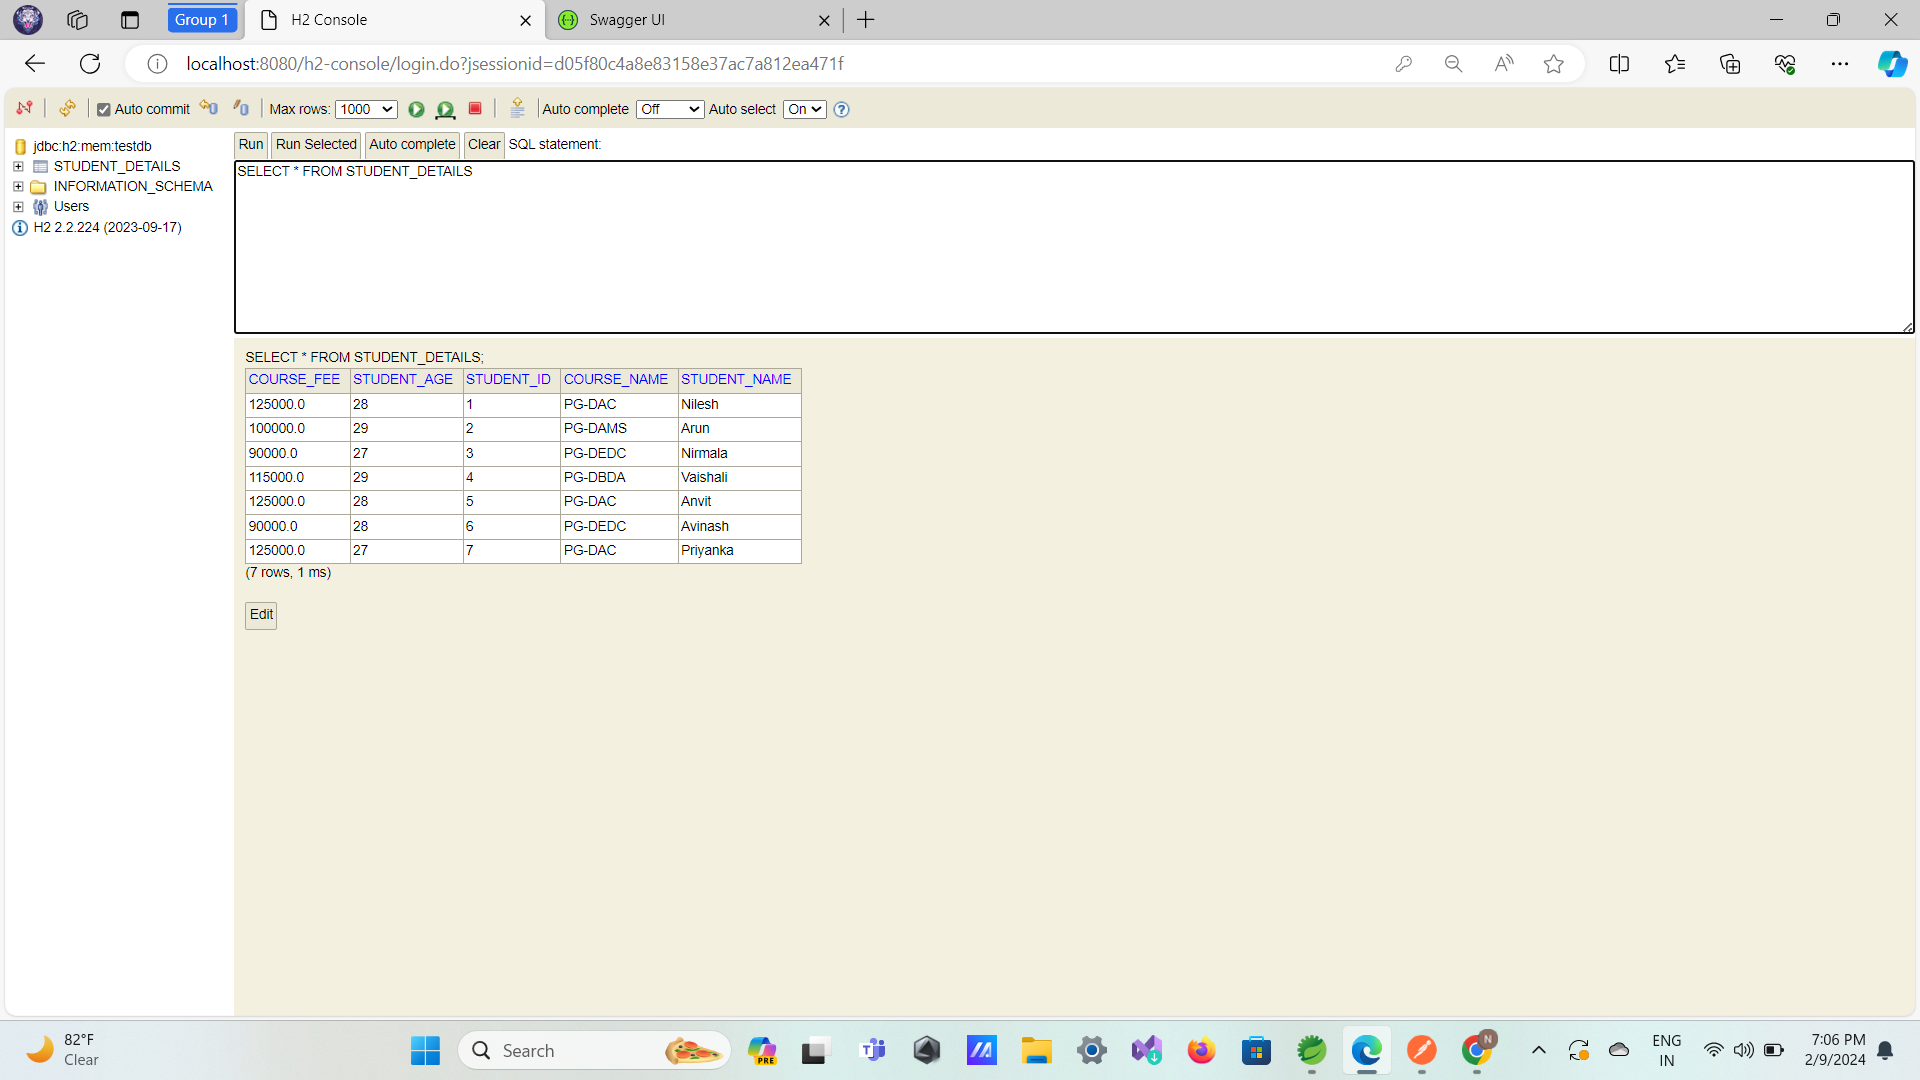 Group 1
H2 Console
Swagger UI
localhost:8080/h2-console/login.do?jsessionid=d05f80c4a8e83158e37ac7a812ea471f
Auto commit
Max rows: 1000
Auto complete Off
Auto select On
jdbc:h2:mem:testdb
STUDENT_DETAILS
INFORMATION_SCHEMA
Users
H2 2.2.224 (2023-09-17)
Run
Run Selected
Auto complete
Clear
SQL statement:
SELECT * FROM STUDENT_DETAILS
SELECT * FROM STUDENT_DETAILS;
COURSE_FEE STUDENT_AGE STUDENT_ID COURSE_NAME STUDENT_NAME
125000.0 28 1 PG-DAC Nilesh
100000.0 29 2 PG-DAMS Arun
90000.0 27 3 PG-DEDC Nirmala
115000.0 29 4 PG-DBDA Vaishali
125000.0 28 5 PG-DAC Anvit
90000.0 28 6 PG-DEDC Avinash
125000.0 27 7 PG-DAC Priyanka
(7 rows, 1 ms)
Edit
82°F
Clear
Search
PRE
N
ENG
IN
7:06 PM
2/9/2024